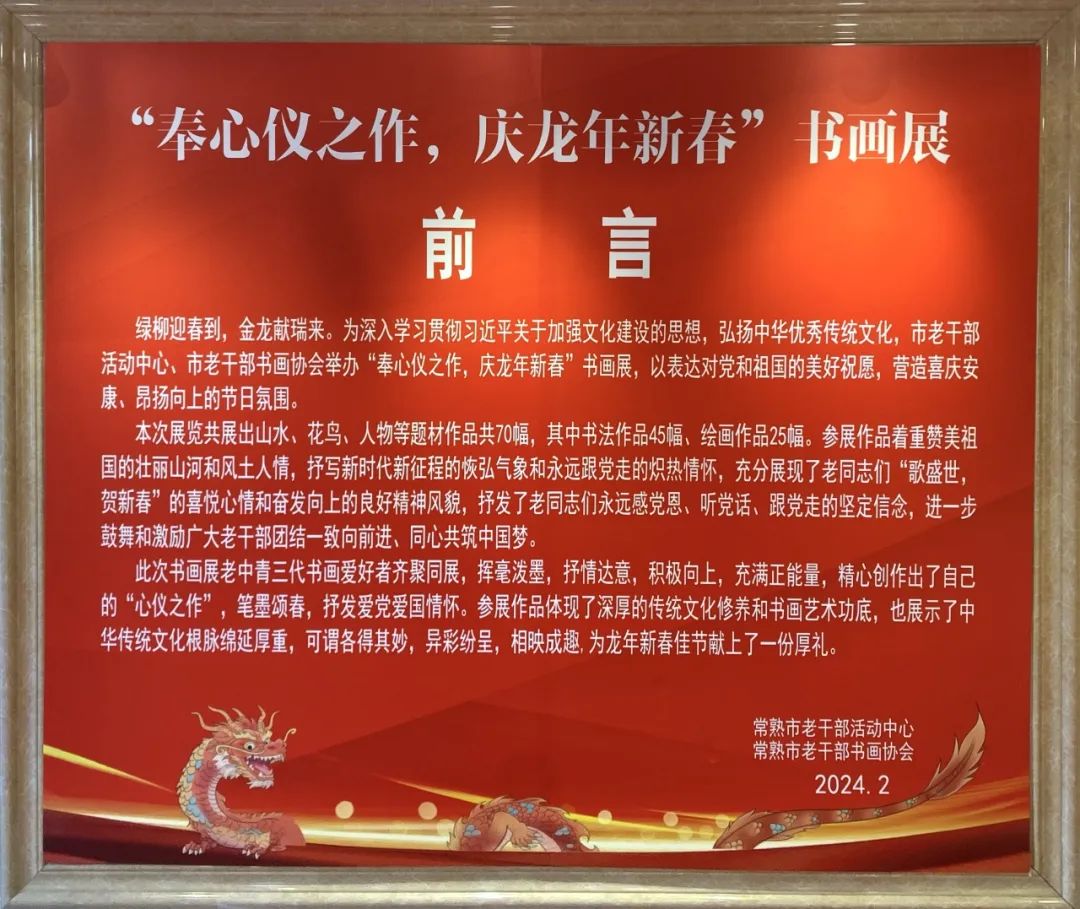 “奉心仪之作，庆龙年新春”书画展
前 言
绿柳迎春到，金龙献瑞来。为深入学习贯彻习近平关于加强文化建设的思想，弘扬中华优秀传统文化，市老干部
活动中心、市老干部书画协会举办“奉心仪之作，庆龙年新春”书画展，以表达对党和祖国的美好祝愿，营造喜庆安
康、昂扬向上的节日氛围。
本次展览共展出山水、花鸟、人物等题材作品共70幅，其中书法作品45幅、绘画作品25幅。参展作品着重赞美祖
国的壮丽山河和风土人情，抒写新时代新征程的恢弘气象和永远跟党走的炽热情怀，充分展现了老同志们“歌盛世，
贺新春”的喜悦心情和奋发向上的良好精神风貌，抒发了老同志们永远感党恩、听党话、跟党走的坚定信念，进一步
鼓舞和激励广大老干部团结一致向前进、同心共筑中国梦。
此次书画展老中青三代书画爱好者齐聚同展，挥毫泼墨，抒情达意，积极向上，充满正能量，精心创作出了自己
的“心仪之作”，笔墨颂春，抒发爱党爱国情怀。参展作品体现了深厚的传统文化修养和书画艺术功底，也展示了中
华传统文化根脉绵延厚重，可谓各得其妙，异彩纷呈，相映成趣,为龙年新春佳节献上了一份厚礼。
常熟市老干部活动中心
常熟市老干部书画协会
2024.2